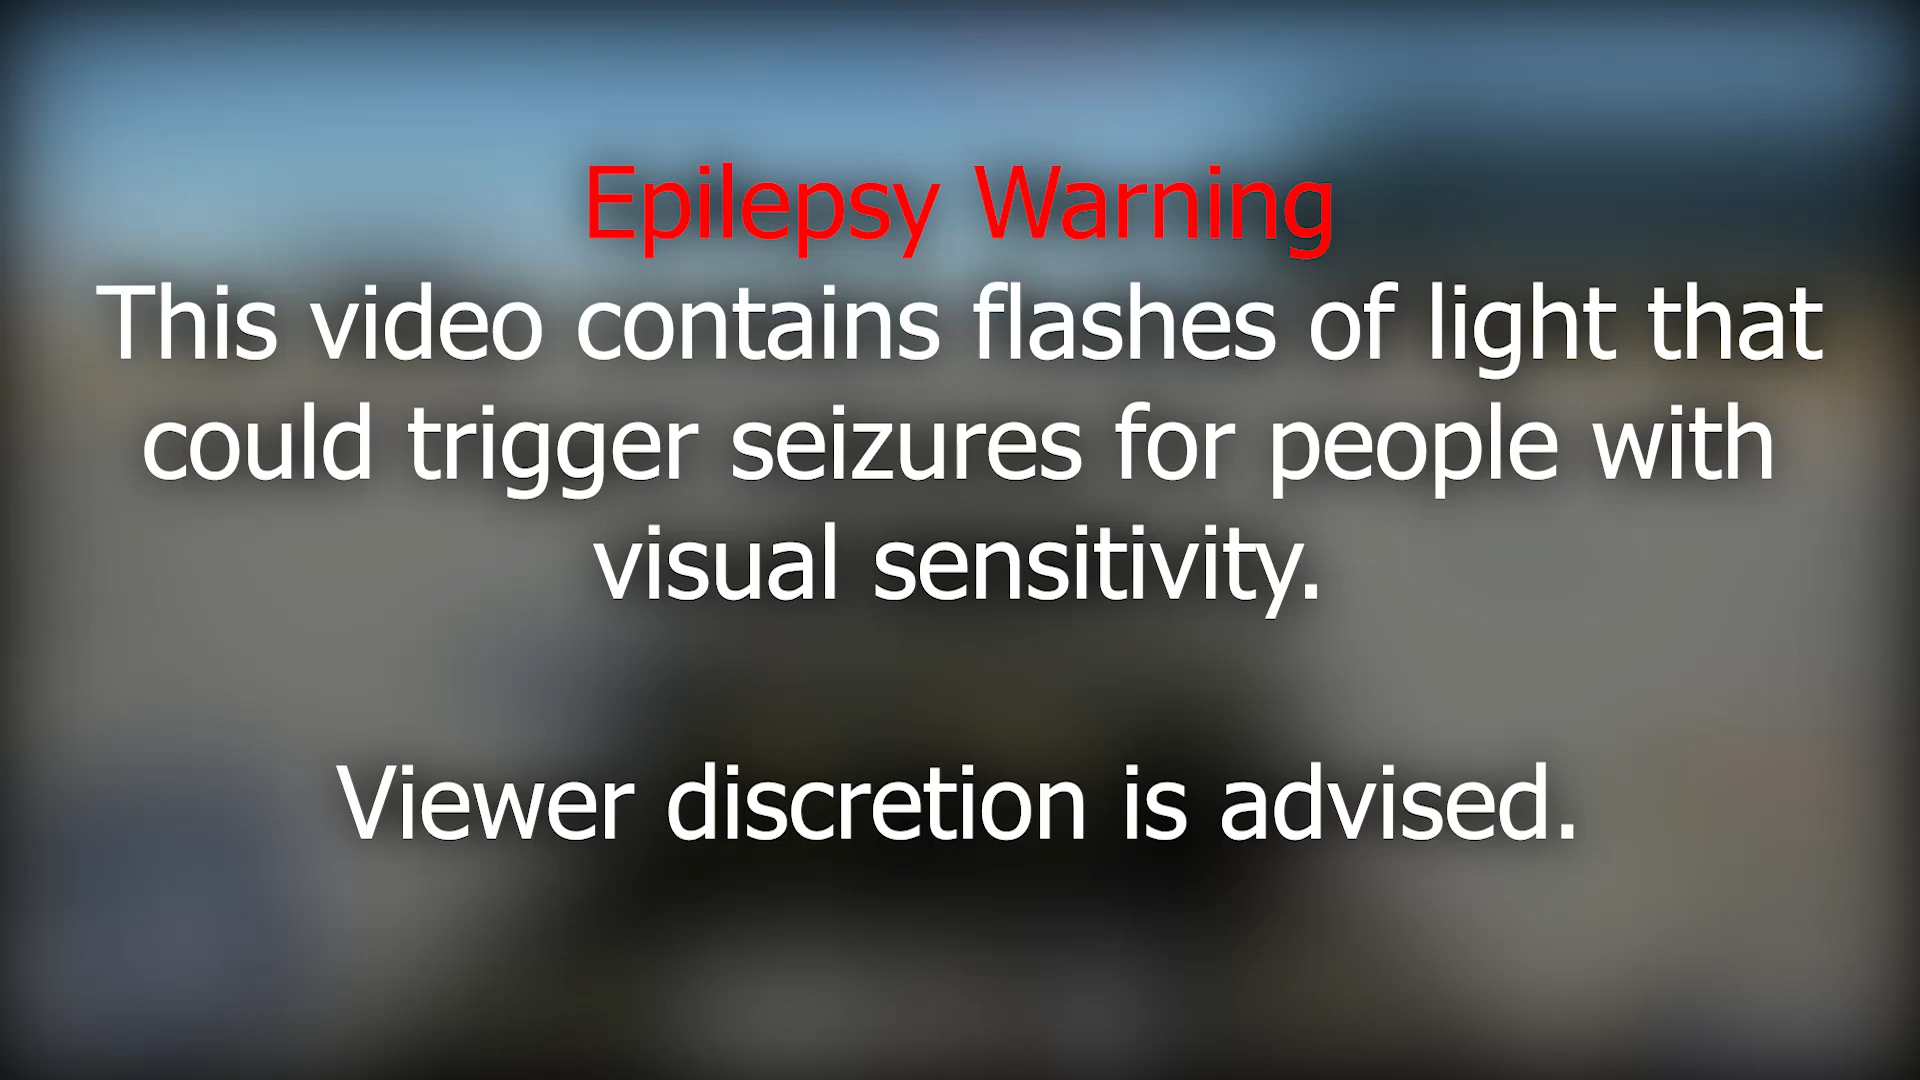 Epilepsy Warning
This video contains flashes of light that
could trigger seizures for people with
visual sensitivity.
Viewer discretion is advised.